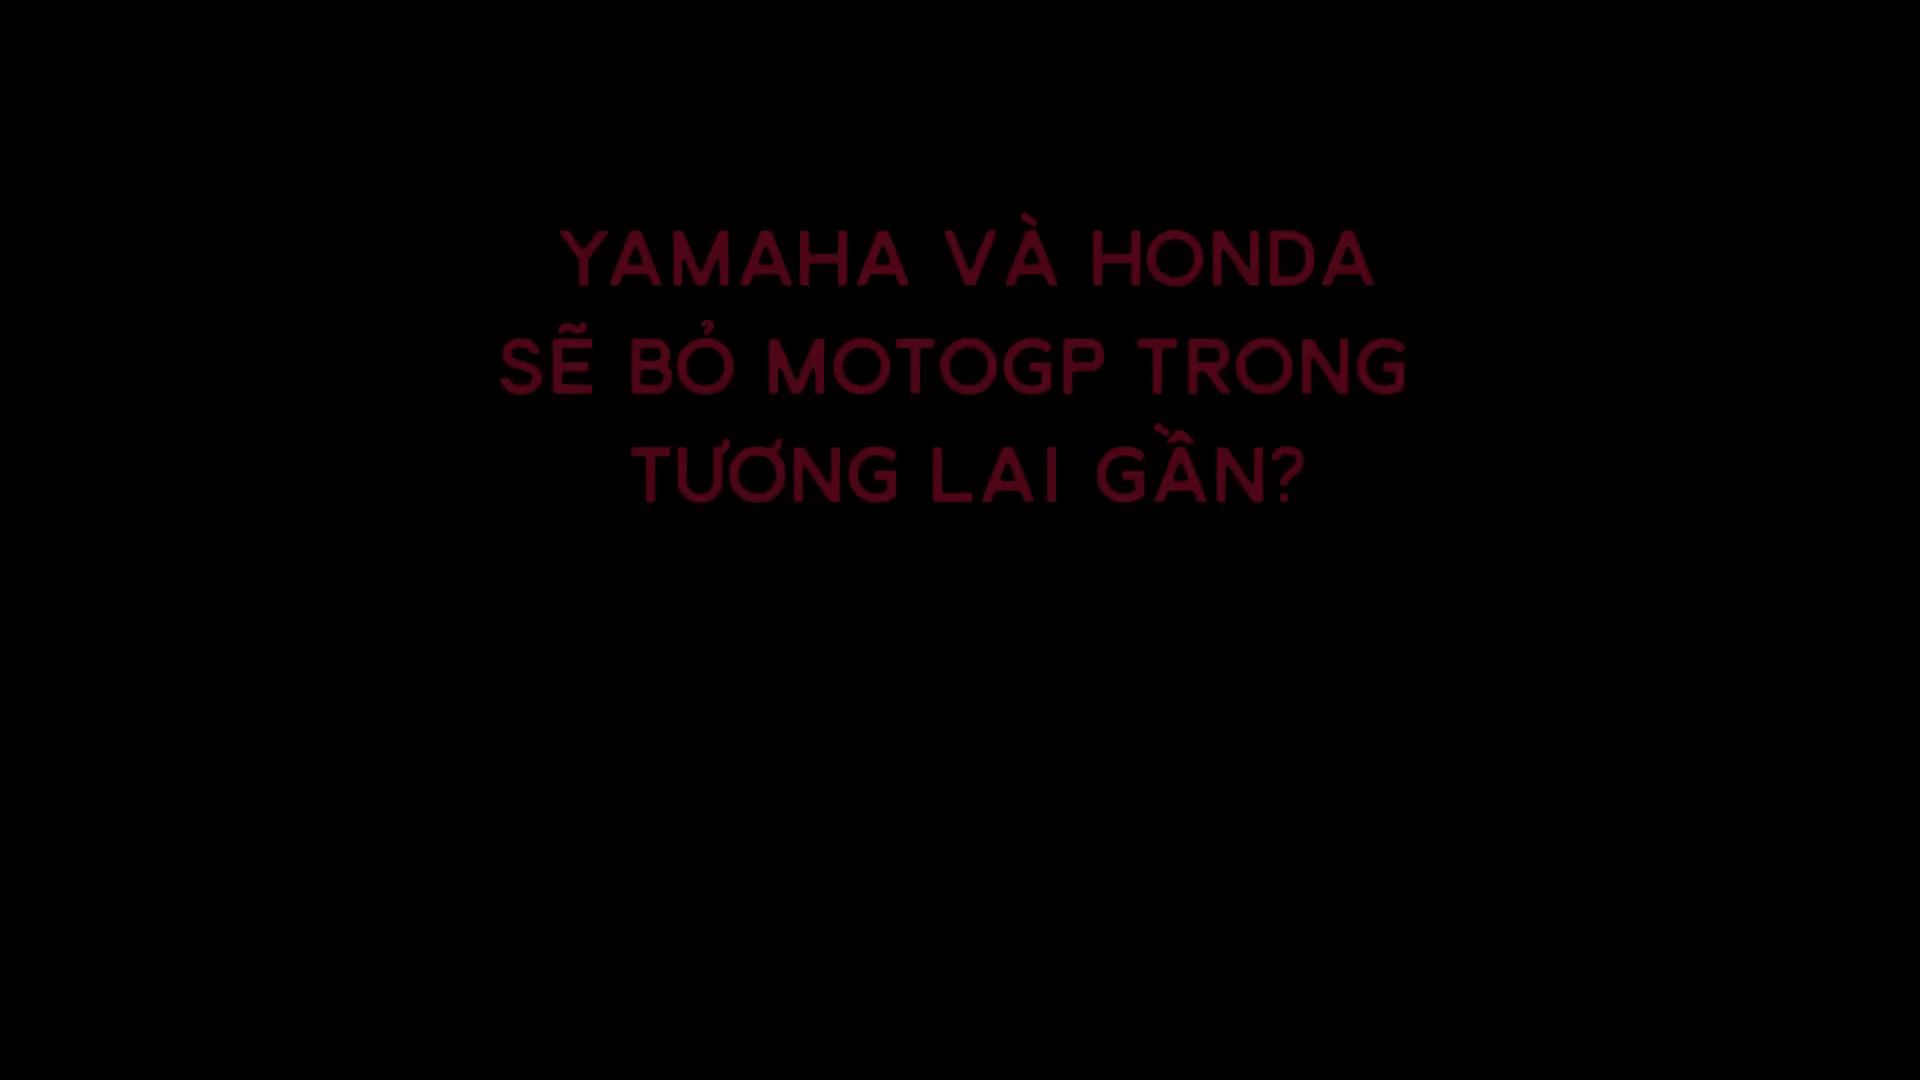 YAMAHA VÀ HONDA
SẼ BỎ MOTOGP TRONG
TƯƠNG LAI GẦN?